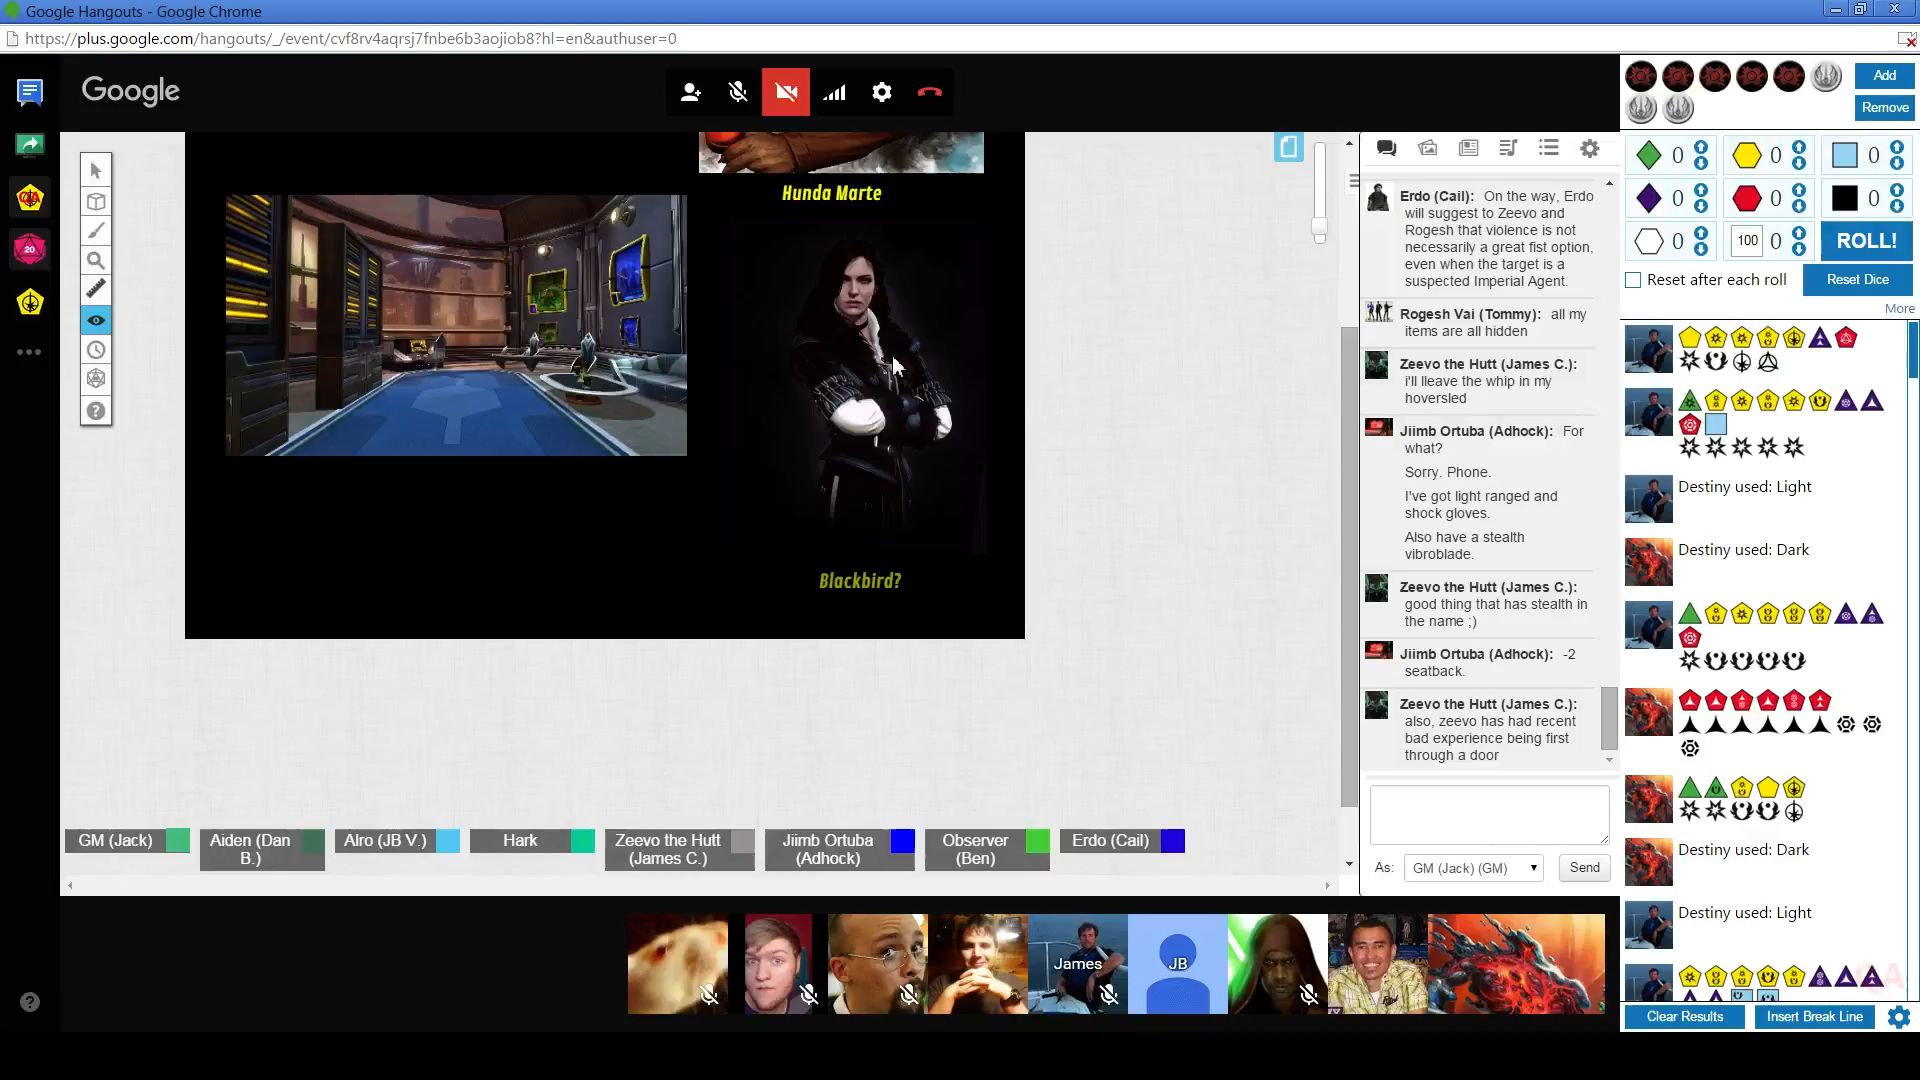 Google Hangouts - Google Chrome
https://plus.google.com/hangouts/_/event/cvf8rv4aqrsj7fnbe6b3aojiob8?hl=en&authuser=0
Google
Hunda Marte
Blackbird?
GM (Jack)
Aiden (Dan
B.)
Alro (JB V.)
Hark
Zeevo the Hutt
(James C.)
Jiimb Ortuba
(Adhock)
Observer
(Ben)
Erdo (Cail)
James
JB
Erdo (Cail): On the way, Erdo
will suggest to Zeevo and
Rogesh that violence is not
necessarily a great fist option,
even when the target is a
suspected Imperial Agent.
Rogesh Vai (Tommy): all my
items are all hidden
Zeevo the Hutt (James C.):
i'll lleave the whip in my
hoversled
Jiimb Ortuba (Adhock): For
what?
Sorry. Phone.
I've got light ranged and
shock gloves.
Also have a stealth
vibroblade.
Zeevo the Hutt (James C.):
good thing that has stealth in
the name ;)
Jiimb Ortuba (Adhock): -2
seatback.
Zeevo the Hutt (James C.):
also, zeevo has had recent
bad experience being first
through a door
As: GM (Jack) (GM) Send
Add
Remove
0 0 0
0 0 0
0 100 0 ROLL!
Reset after each roll Reset Dice
More
Destiny used: Light
Destiny used: Dark
Destiny used: Dark
Destiny used: Light
Clear Results Insert Break Line